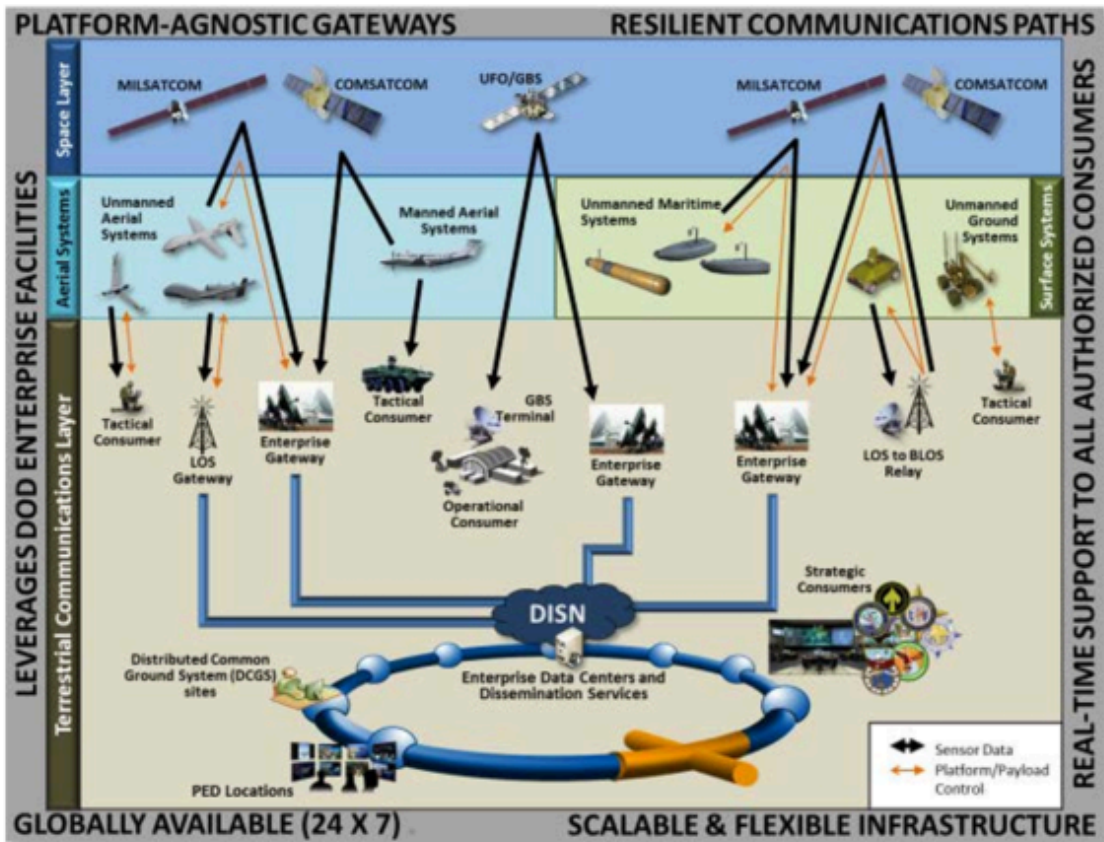 PLATFORM-AGNOSTIC GATEWAYS
RESILIENT COMMUNICATIONS PATHS
LEVERAGES DOD ENTERPRISE FACILITIES
REAL-TIME SUPPORT TO ALL AUTHORIZED CONSUMERS
Space Layer
MILSATCOM
COMSATCOM
UFO/GBS
MILSATCOM
COMSATCOM
Aerial Systems
Unmanned
Aerial
Systems
Manned Aerial
Systems
Unmanned Maritime
Systems
Unmanned
Ground
Systems
Surface Systems
Terrestrial Communications Layer
Tactical
Consumer
LOS
Gateway
Enterprise
Gateway
Tactical
Consumer
GBS
Terminal
Operational
Consumer
Enterprise
Gateway
Enterprise
Gateway
LOS to BLOS
Relay
Tactical
Consumer
DISN
Strategic
Consumers
Distributed Common
Ground System (DCGS)
sites
Enterprise Data Centers and
Dissemination Services
PED Locations
Sensor Data
Platform/Payload
Control
GLOBALLY AVAILABLE (24 X 7)
SCALABLE & FLEXIBLE INFRASTRUCTURE